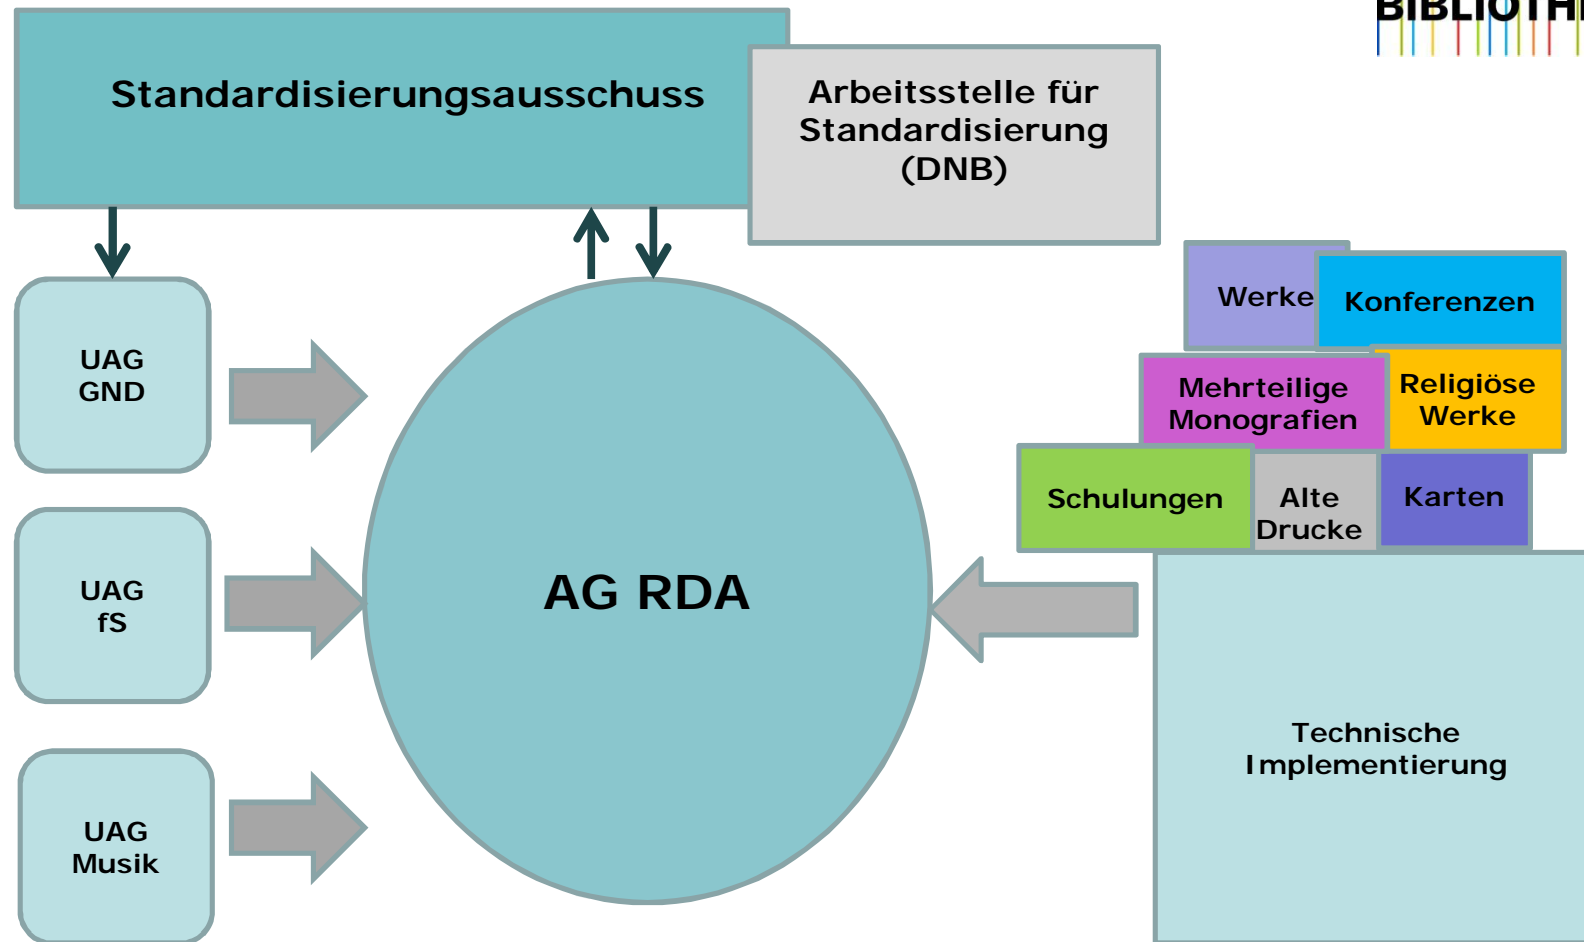 Standardisierungsausschuss
Arbeitsstelle für
Standardisierung
(DNB)
UAG
GND
UAG
fS
UAG
Musik
AG RDA
Werke
Konferenzen
Mehrteilige
Monografien
Religiöse
Werke
Schulungen
Alte
Drucke
Karten
Technische
Implementierung